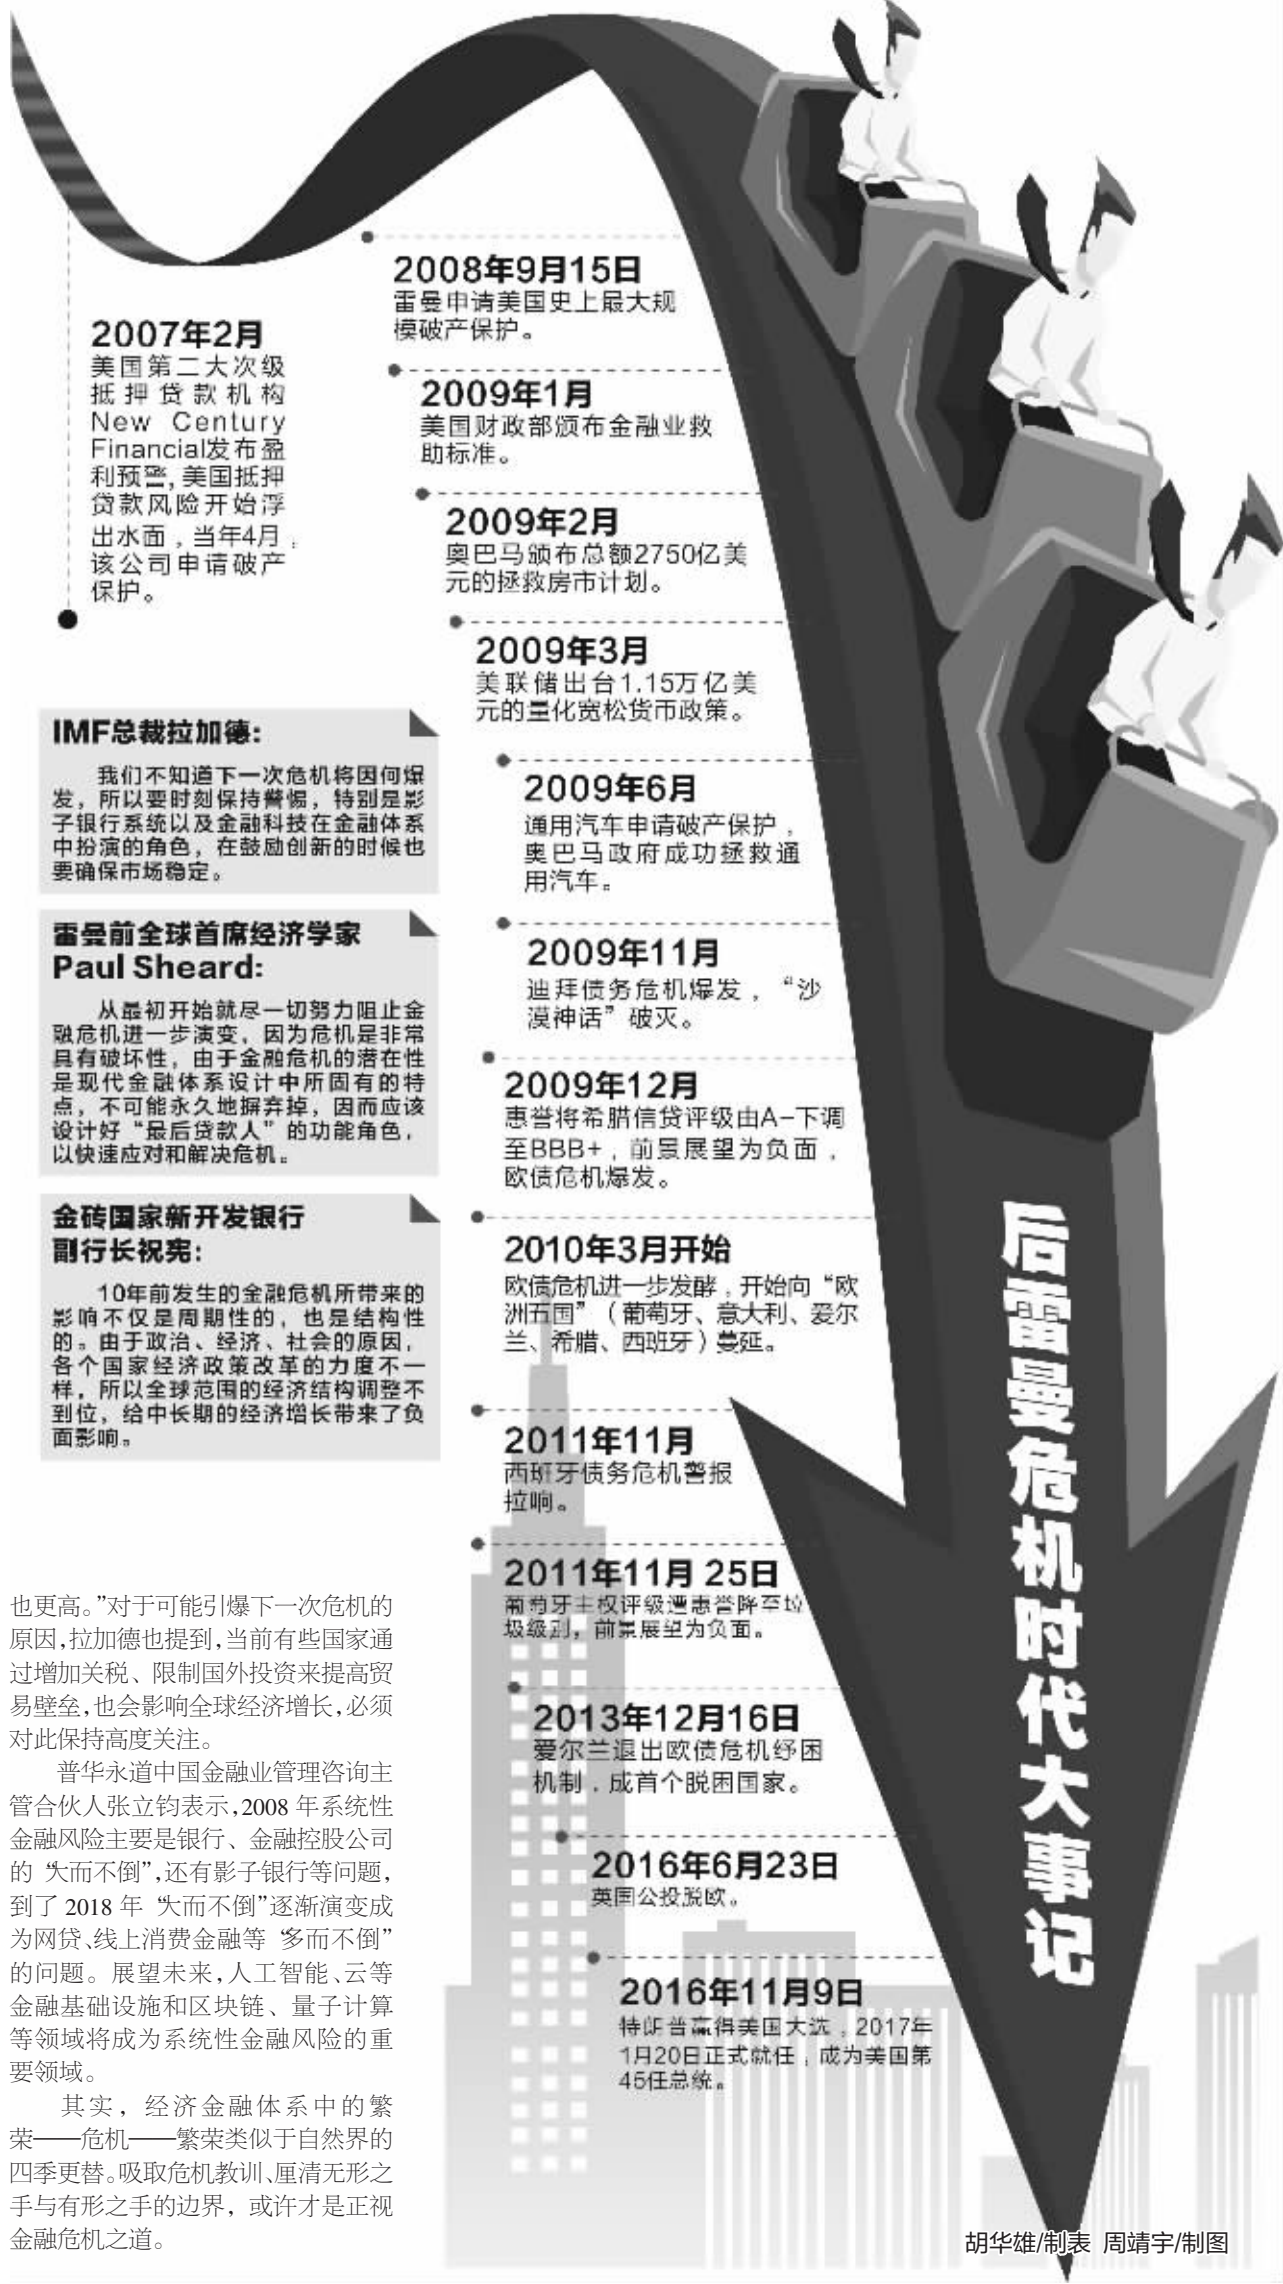 2007年2月
美国第二大次级
抵押贷款机构
New Century
Financial发布盈
利预警,美国抵押
贷款风险开始浮
出水面，当年4月，
该公司申请破产
保护。
2008年9月15日
雷曼申请美国史上最大规
模破产保护。
2009年1月
美国财政部颁布金融业救
助标准。
2009年2月
奥巴马颁布总额2750亿美
元的拯救房市计划。
2009年3月
美联储出台1.15万亿美
元的量化宽松货币政策。
2009年6月
通用汽车申请破产保护，
奥巴马政府成功拯救通
用汽车。
2009年11月
迪拜债务危机爆发，“沙
漠神话”破灭。
2009年12月
惠誉将希腊信贷评级由A-下调
至BBB+，前景展望为负面，
欧债危机爆发。
2010年3月开始
欧债危机进一步发酵，开始向“欧
洲五国”（葡萄牙、意大利、爱尔
兰、希腊、西班牙）蔓延。
2011年11月
西班牙债务危机警报
拉响。
2011年11月 25日
葡萄牙主权评级遭惠誉降至垃
圾级别，前景展望为负面。
2013年12月16日
爱尔兰退出欧债危机纾困
机制，成首个脱困国家。
2016年6月23日
英国公投脱欧。
2016年11月9日
特朗普赢得美国大选，2017年
1月20日正式就任，成为美国第
45任总统。
后雷曼危机时代大事记
IMF总裁拉加德:
我们不知道下一次危机将因何爆
发，所以要时刻保持警惕，特别是影
子银行系统以及金融科技在金融体系
中扮演的角色，在鼓励创新的时候也
要确保市场稳定。
雷曼前全球首席经济学家
Paul Sheard:
从最初开始就尽一切努力阻止金
融危机进一步演变，因为危机是非常
具有破坏性，由于金融危机的潜在性
是现代金融体系设计中所固有的特
点，不可能永久地摒弃掉，因而应该
设计好“最后贷款人”的功能角色，
以快速应对和解决危机。
金砖国家新开发银行
副行长祝宪:
10年前发生的金融危机所带来的
影响不仅是周期性的，也是结构性
的。由于政治、经济、社会的原因，
各个国家经济政策改革的力度不一
样，所以全球范围的经济结构调整不
到位，给中长期的经济增长带来了负
面影响。
也更高。”对于可能引爆下一次危机的
原因,拉加德也提到,当前有些国家通
过增加关税、限制国外投资来提高贸
易壁垒,也会影响全球经济增长,必须
对此保持高度关注。
普华永道中国金融业管理咨询主
管合伙人张立钧表示,2008 年系统性
金融风险主要是银行、金融控股公司
的“大而不倒”,还有影子银行等问题,
到了 2018 年“大而不倒”逐渐演变成
为网贷、线上消费金融等“多而不倒”
的问题。展望未来,人工智能、云等
金融基础设施和区块链、量子计算
等领域将成为系统性金融风险的重
要领域。
其实，经济金融体系中的繁
荣——危机——繁荣类似于自然界的
四季更替。吸取危机教训、厘清无形之
手与有形之手的边界，或许才是正视
金融危机之道。
胡华雄/制表 周靖宇/制图